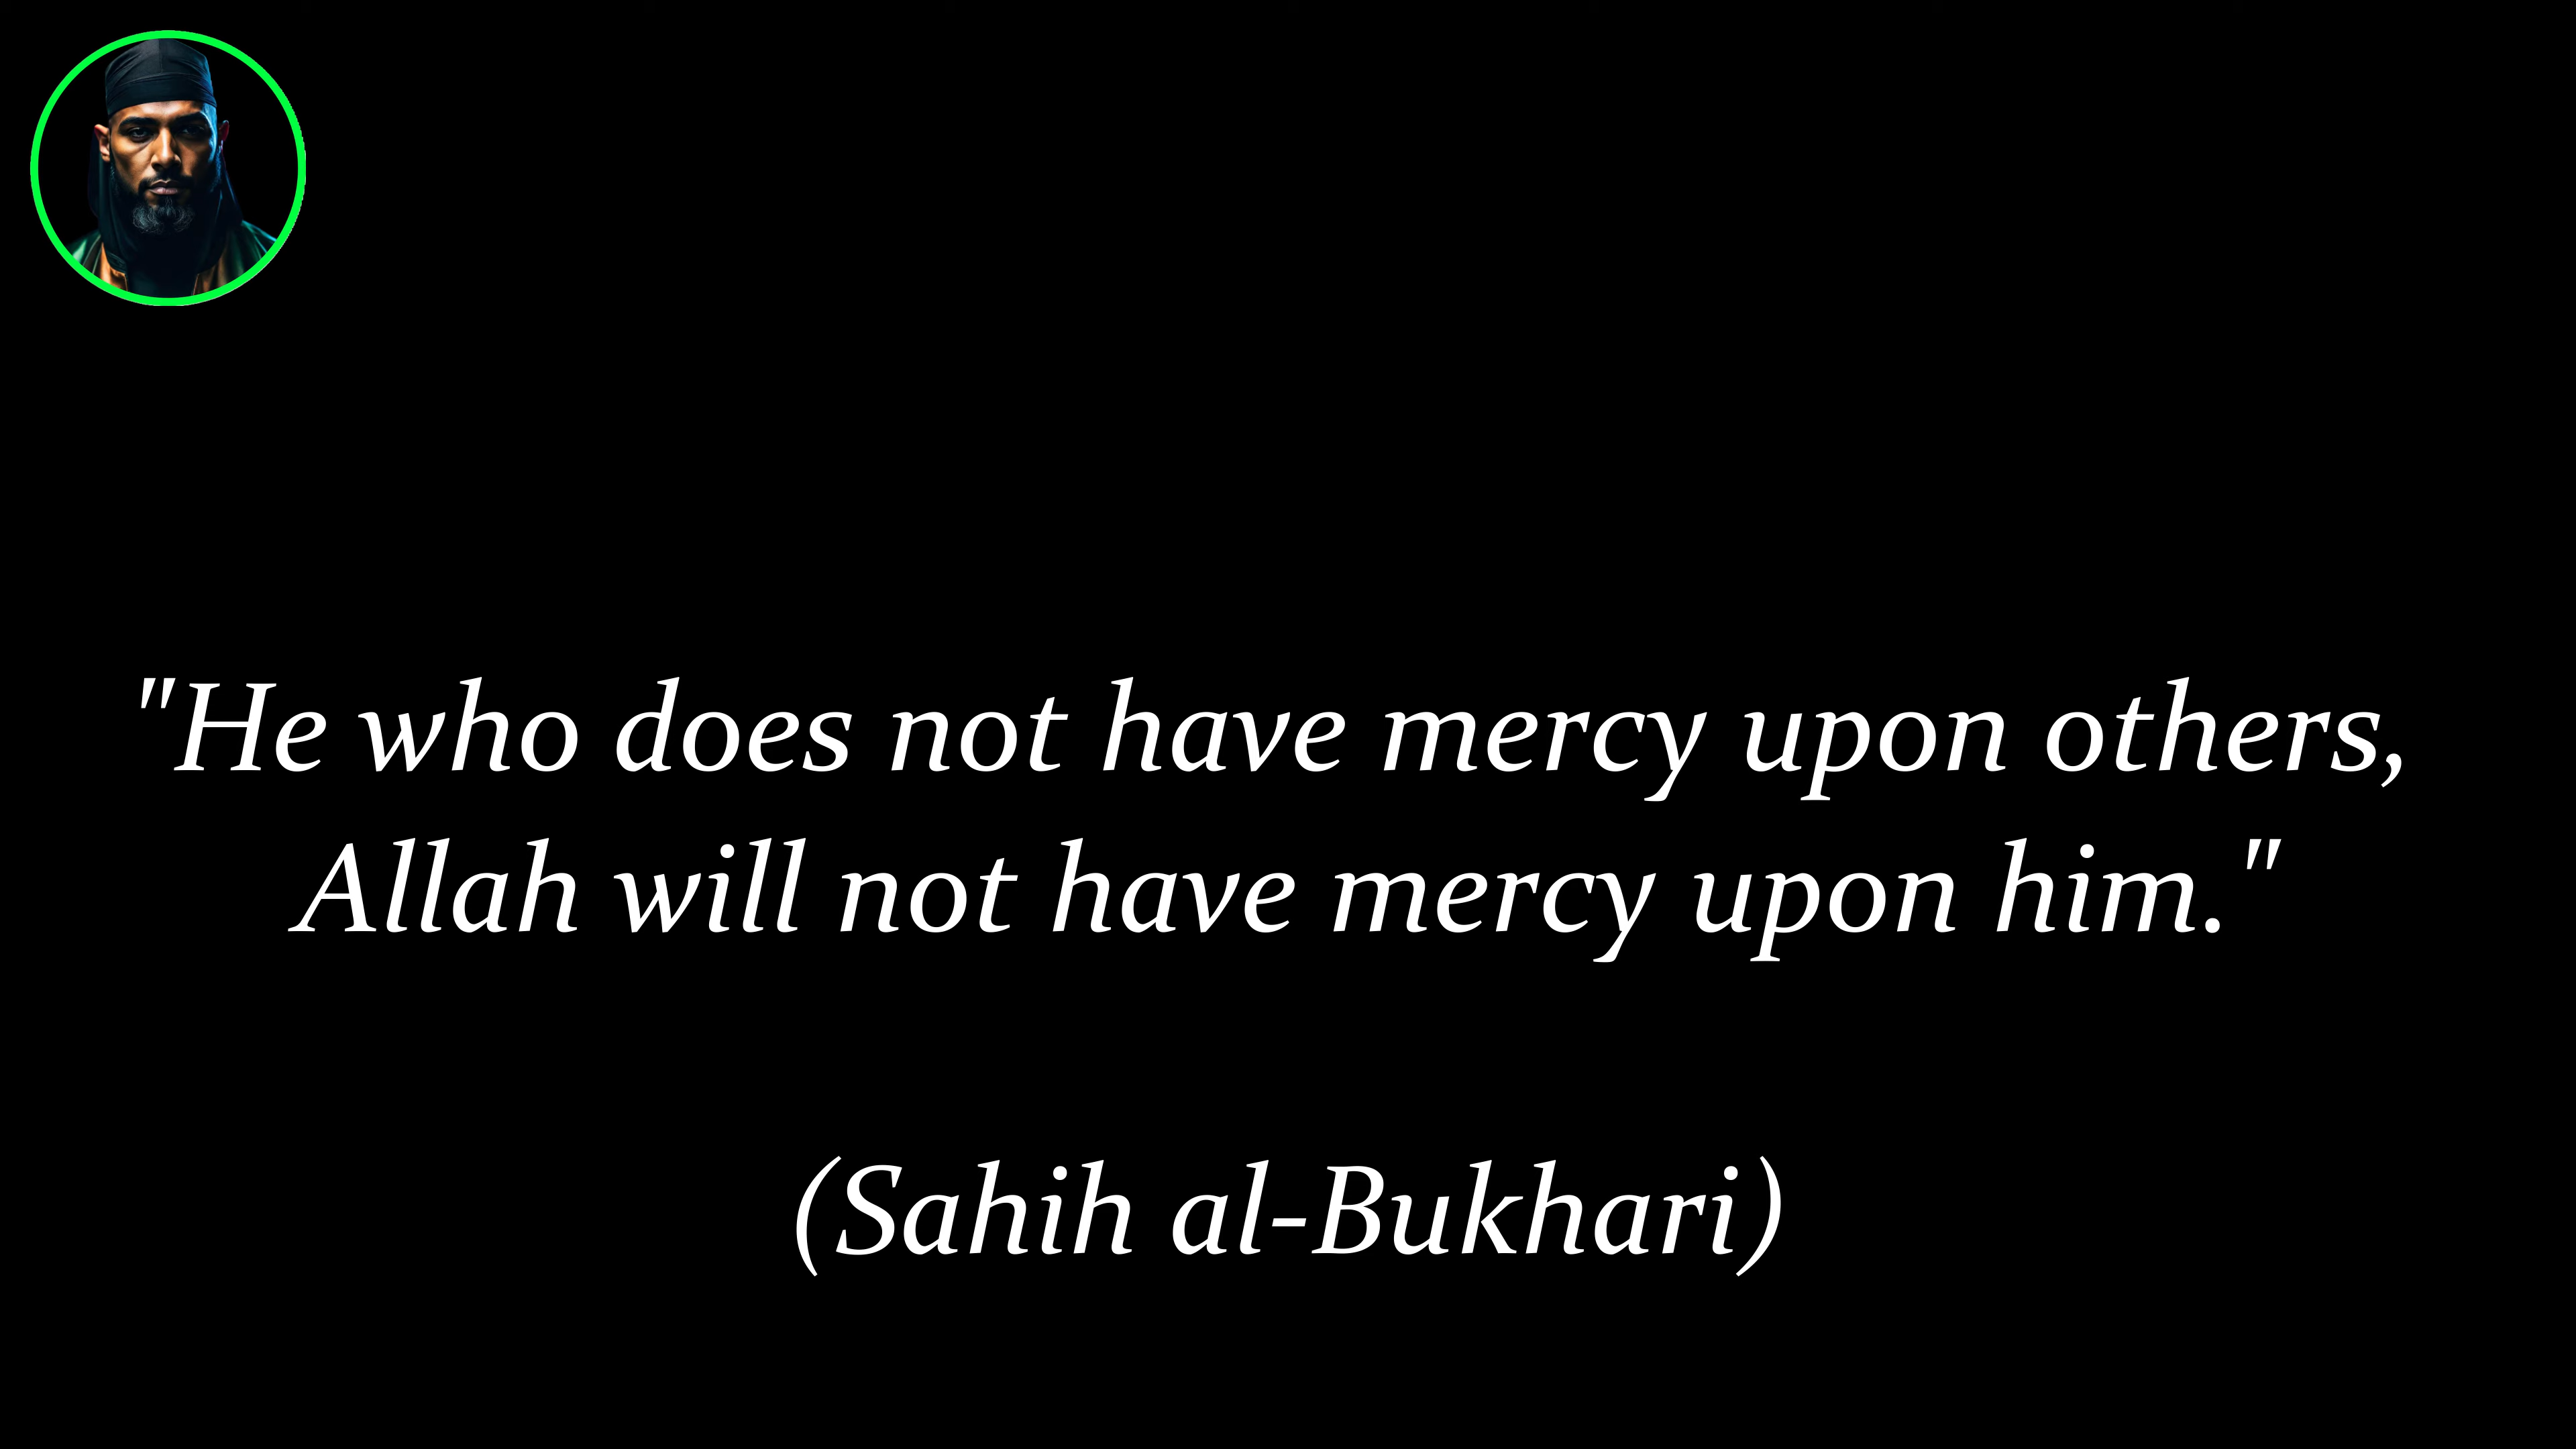 "He who does not have mercy upon others,
Allah will not have mercy upon him."
(Sahih al-Bukhari)